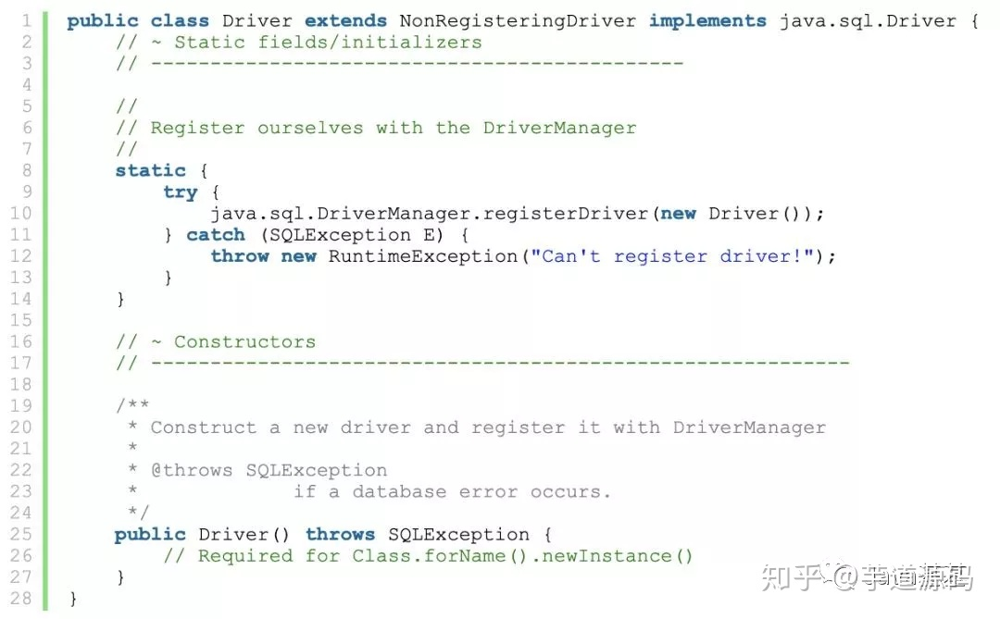 1 public class Driver extends NonRegisteringDriver implements java.sql.Driver {
2 // ~ Static fields/initializers
3 // ---------------------------------------------
4
5 //
6 // Register ourselves with the DriverManager
7 //
8 static {
9 try {
10 java.sql.DriverManager.registerDriver(new Driver());
11 } catch (SQLException E) {
12 throw new RuntimeException("Can't register driver!");
13 }
14 }
15
16 // ~ Constructors
17 // -----------------------------------------------------------
18
19 /**
20 * Construct a new driver and register it with DriverManager
21 *
22 * @throws SQLException
23 * if a database error occurs.
24 */
25 public Driver() throws SQLException {
26 // Required for Class.forName().newInstance()
27 }
28 }
知乎 @芋道源码